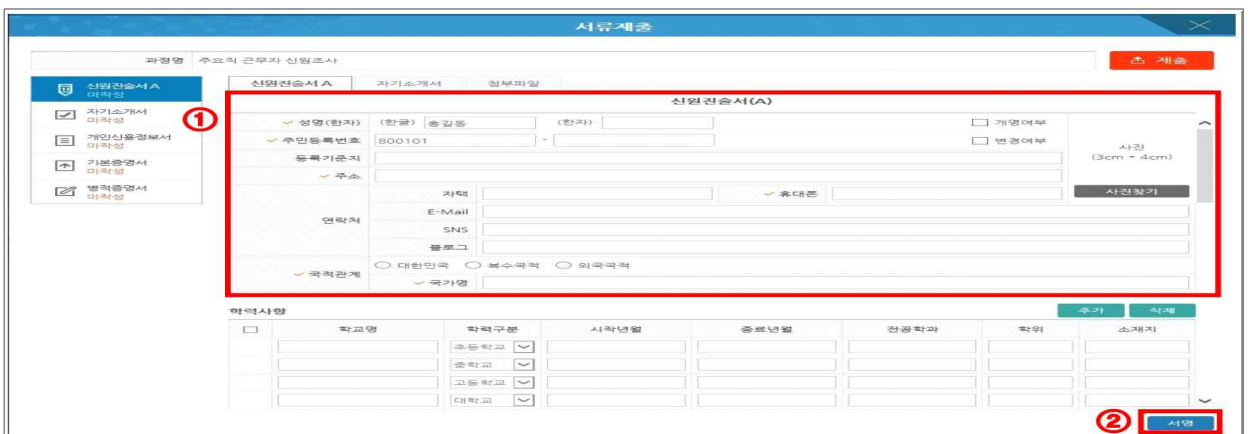 서류제출
과정명 주요직 근무자 신원조사 제출
신원진술서 A 미작성
자기소개서 미작성
개인신용정보서 미작성
기본증명서 미작성
병적증명서 미작성
신원진술서 A 자기소개서 첨부파일
①
신원진술서(A)
성명(한자) (한글) 홍길동 (한자) 개명여부
주민등록번호 800101 - 변경여부
사진
(3cm * 4cm)
등록기준지
주소
사진찾기
연락처 자택 휴대폰
E-Mail
SNS
블로그
국적관계 대한민국 복수국적 외국국적
국가명
학력사항 추가 삭제
학교명 학력구분 시작년월 종료년월 전공학과 학위 소재지
초등학교
중학교
고등학교
대학교
② 서명